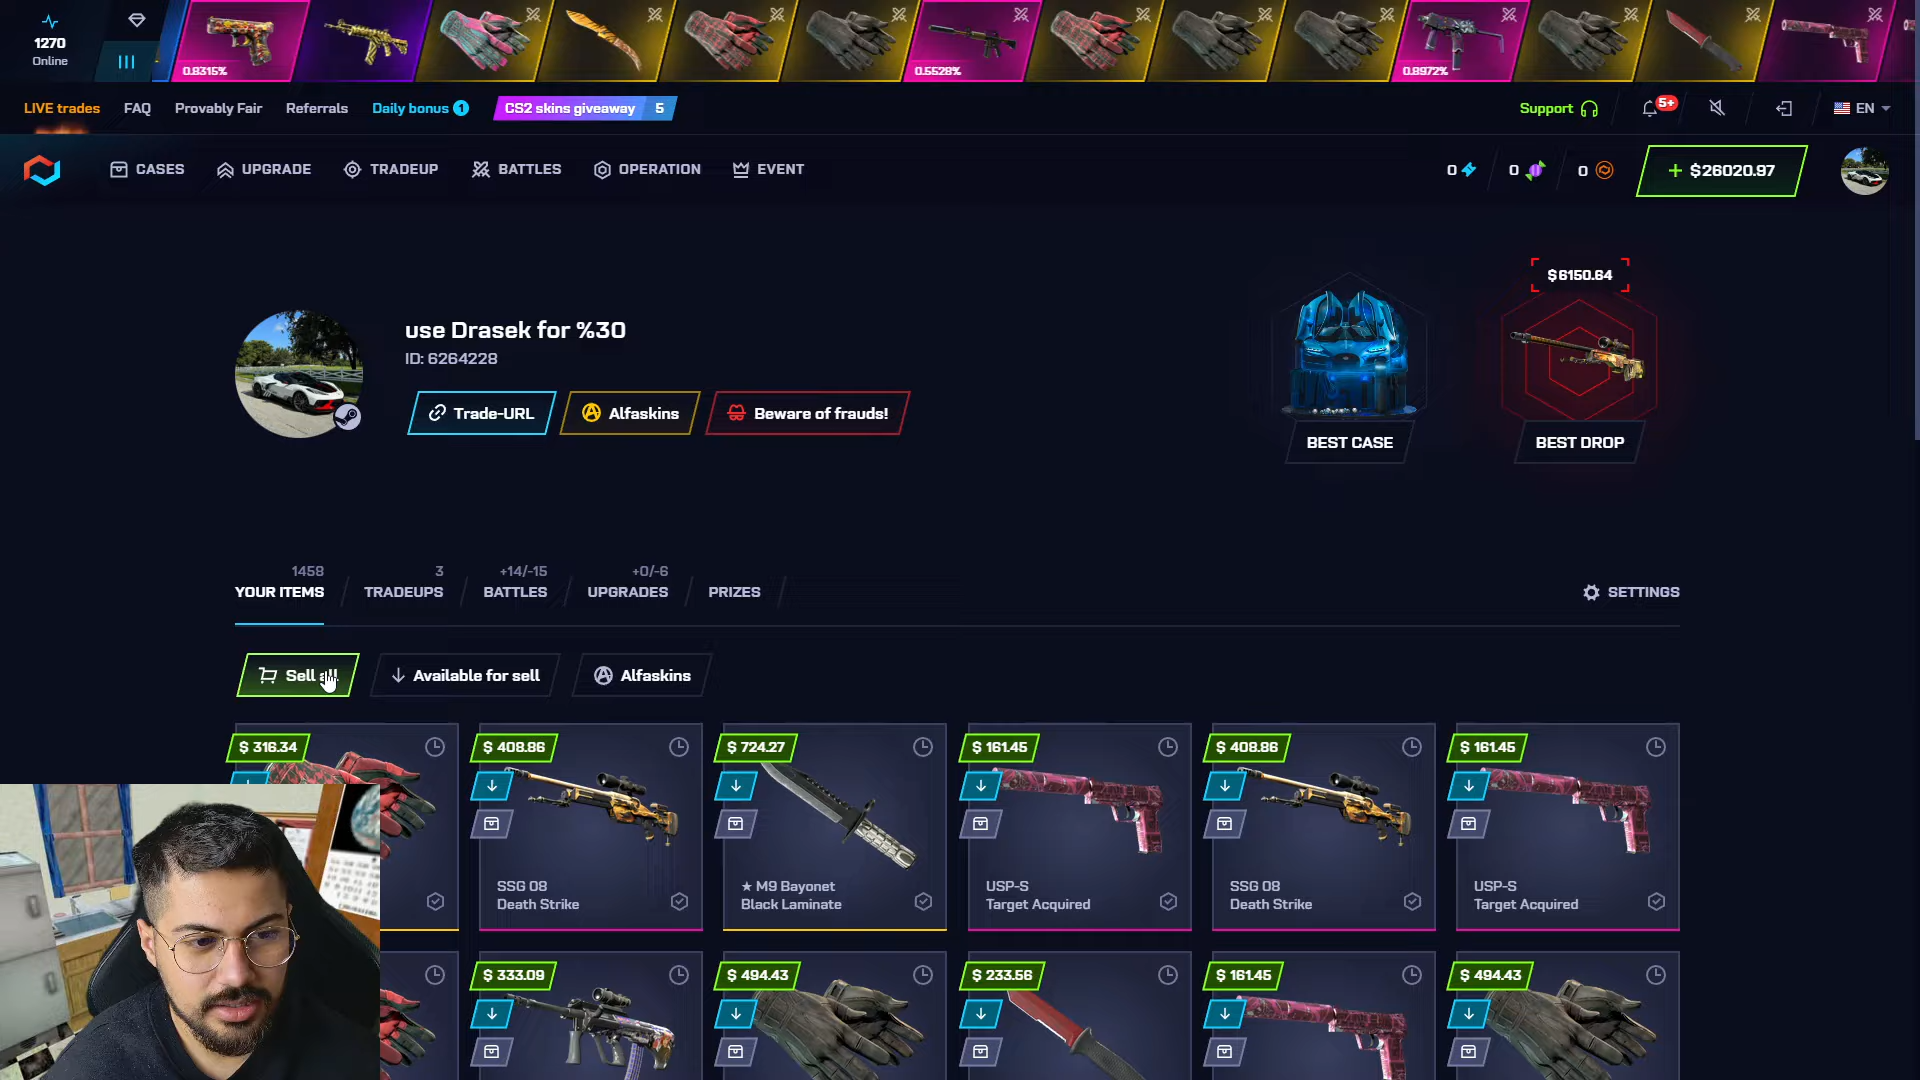 1270
Online
0.8315%
0.5528%
0.8972%
LIVE trades
FAQ
Provably Fair
Referrals
Daily bonus 1
CS2 skins giveaway 5
Support
5+
EN
CASES
UPGRADE
TRADEUP
BATTLES
OPERATION
EVENT
0
0
0
+ $26020.97
use Drasek for %30
ID: 6264228
Trade-URL
Alfaskins
Beware of frauds!
BEST CASE
$6150.64
BEST DROP
1458
YOUR ITEMS
3
TRADEUPS
+14/-15
BATTLES
+0/-6
UPGRADES
PRIZES
SETTINGS
Sell all
Available for sell
Alfaskins
$ 316.34
$ 408.86
SSG 08
Death Strike
$ 724.27
★ M9 Bayonet
Black Laminate
$ 161.45
USP-S
Target Acquired
$ 408.86
SSG 08
Death Strike
$ 161.45
USP-S
Target Acquired
$ 333.09
$ 494.43
$ 233.56
$ 161.45
$ 494.43